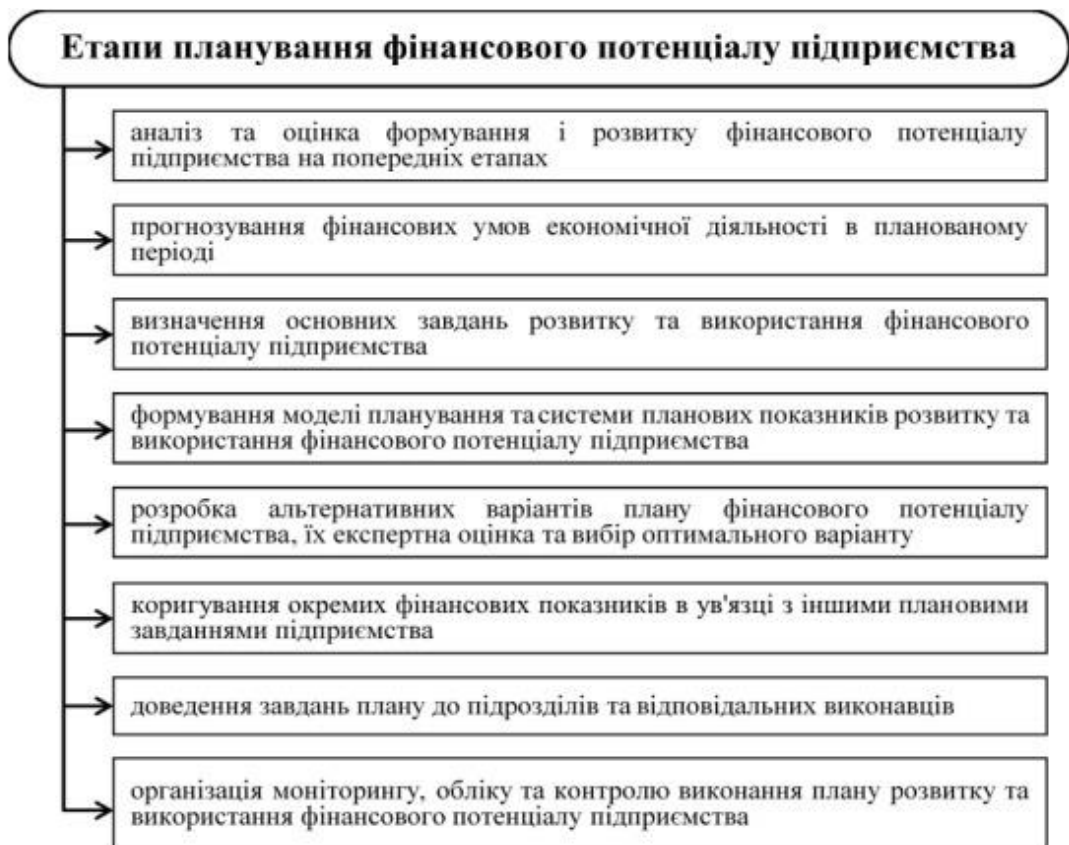 Етапи планування фінансового потенціалу підприємства
аналіз та оцінка формування і розвитку фінансового потенціалу
підприємства на попередніх етапах
прогнозування фінансових умов економічної діяльності в планованому
періоді
визначення основних завдань розвитку та використання фінансового
потенціалу підприємства
формування моделі планування та системи планових показників розвитку та
використання фінансового потенціалу підприємства
розробка альтернативних варіантів плану фінансового потенціалу
підприємства, їх експертна оцінка та вибір оптимального варіанту
коригування окремих фінансових показників в ув'язці з іншими плановими
завданнями підприємства
доведення завдань плану до підрозділів та відповідальних виконавців
організація моніторингу, обліку та контролю виконання плану розвитку та
використання фінансового потенціалу підприємства